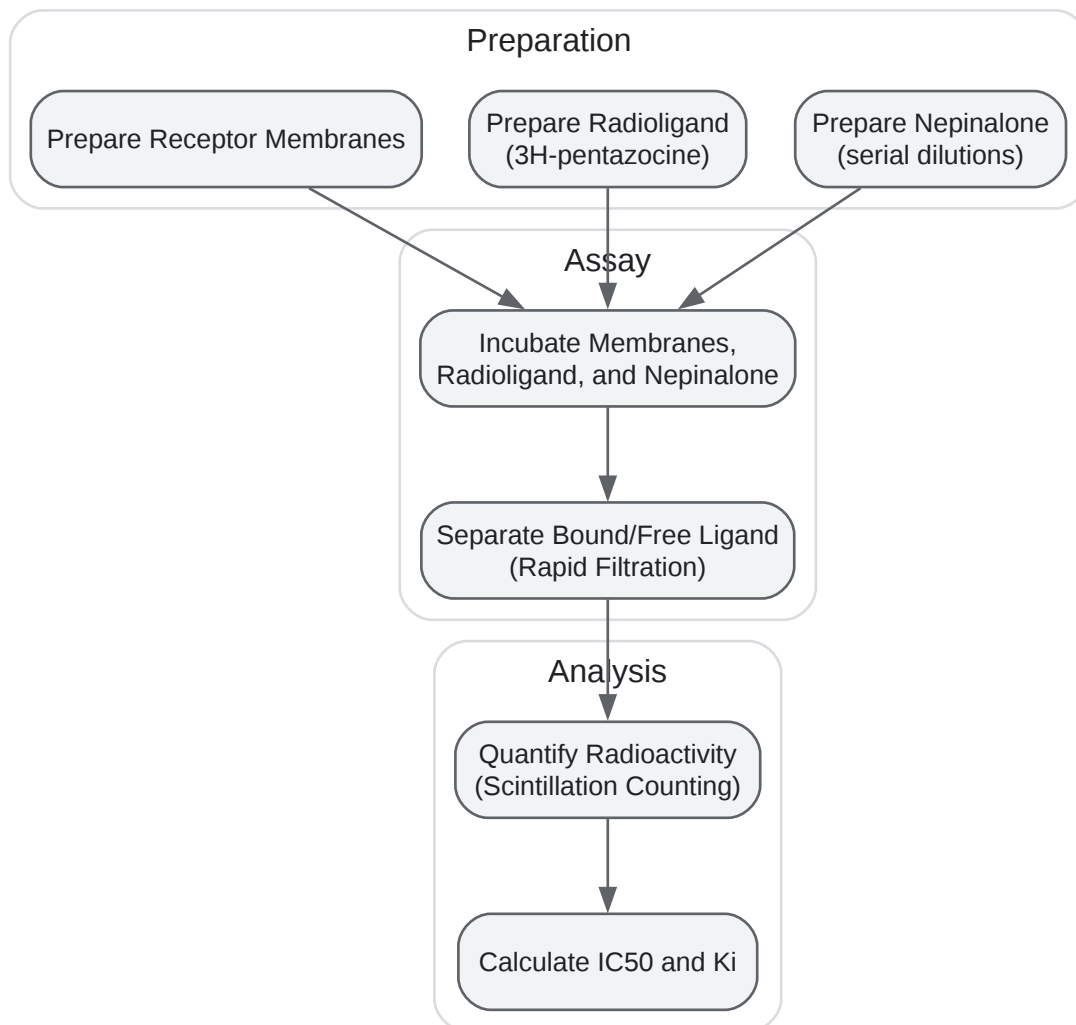 Preparation
Prepare Receptor Membranes
Prepare Radioligand
(3H-pentazocine)
Prepare Nepinalone
(serial dilutions)
Assay
Incubate Membranes,
Radioligand, and Nepinalone
Separate Bound/Free Ligand
(Rapid Filtration)
Analysis
Quantify Radioactivity
(Scintillation Counting)
Calculate IC50 and Ki